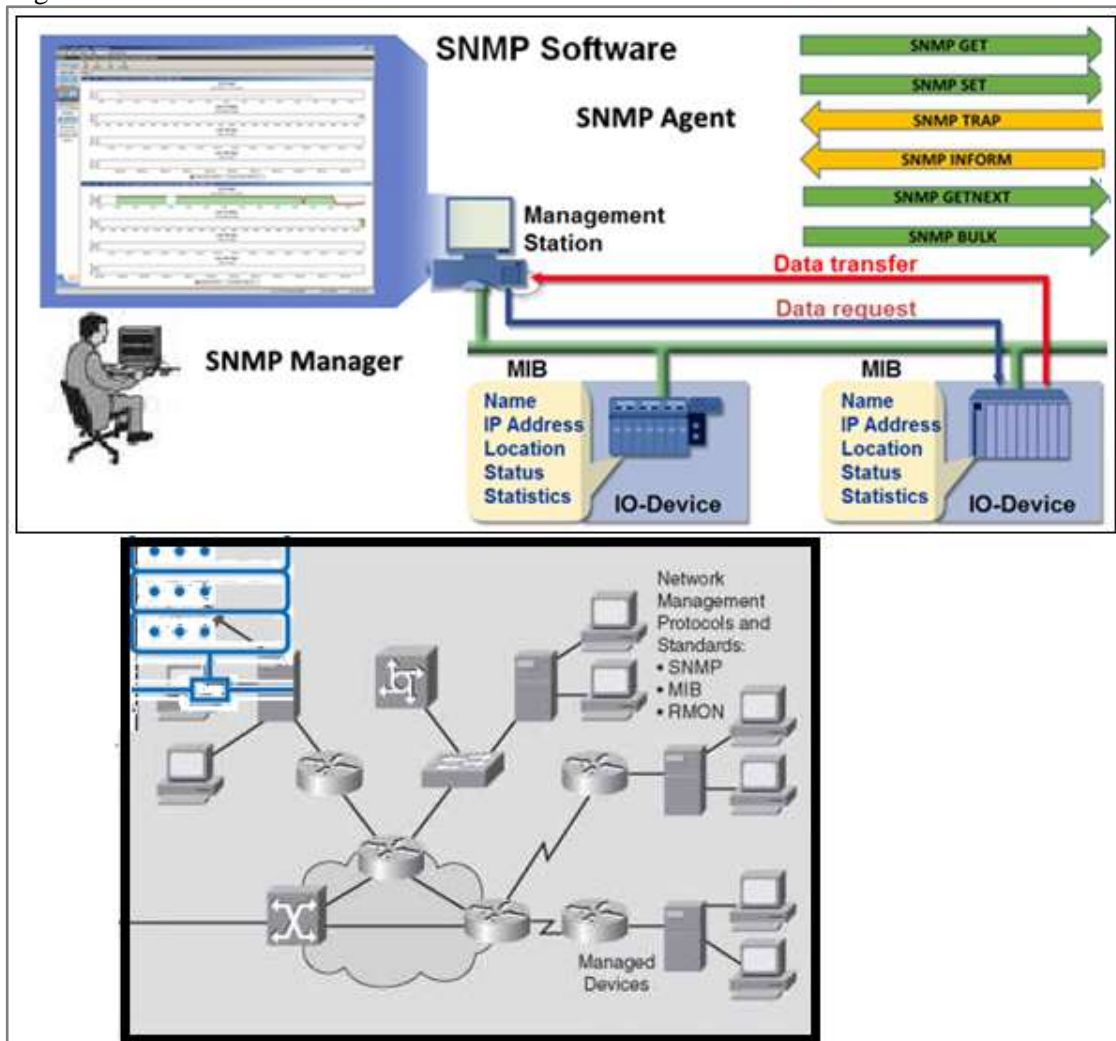 SNMP Software
SNMP Agent
SNMP GET
SNMP SET
SNMP TRAP
SNMP INFORM
SNMP GETNEXT
SNMP BULK
Management
Station
Data transfer
Data request
SNMP Manager
MIB
Name
IP Address
Location
Status
Statistics
IO-Device
MIB
Name
IP Address
Location
Status
Statistics
IO-Device
Network
Management
Protocols and
Standards:
• SNMP
• MIB
• RMON
Managed
Devices